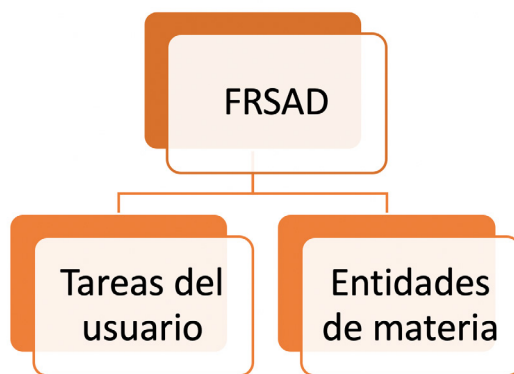 FRSAD
Tareas del
usuario
Entidades
de materia